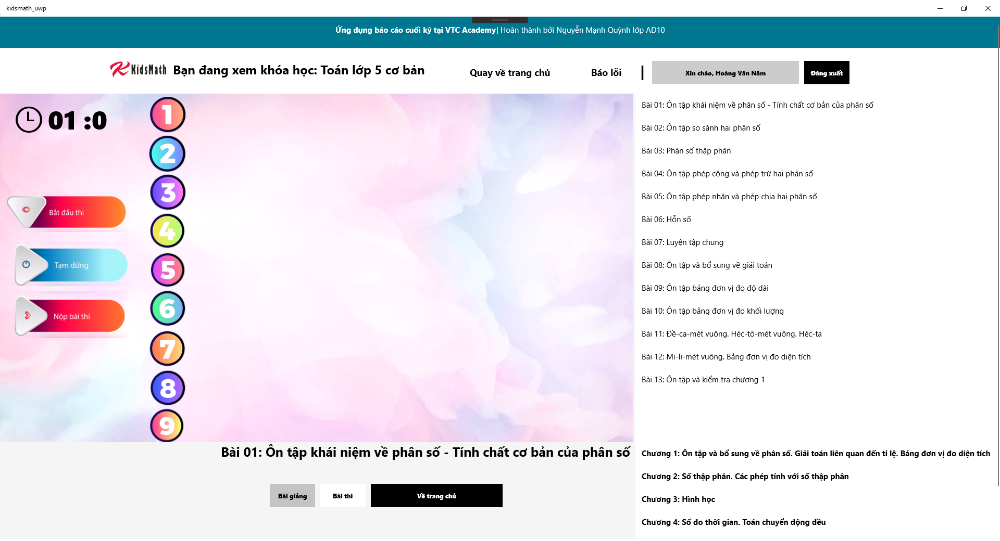 kidsmath_uwp
Ứng dụng báo cáo cuối kỳ tại VTC Academy| Hoàn thành bởi Nguyễn Mạnh Quỳnh lớp AD10
KidsMath Bạn đang xem khóa học: Toán lớp 5 cơ bản
Quay về trang chủ
Báo lỗi
|
Xin chào, Hoàng Văn Năm
Đăng xuất
01 :0
Bắt đầu thi
Tạm dừng
Nộp bài thi
1
2
3
4
5
6
7
8
9
Bài 01: Ôn tập khái niệm về phân số - Tính chất cơ bản của phân số
Bài giảng
Bài thi
Về trang chủ
Bài 01: Ôn tập khái niệm về phân số - Tính chất cơ bản của phân số
Bài 02: Ôn tập so sánh hai phân số
Bài 03: Phân số thập phân
Bài 04: Ôn tập phép cộng và phép trừ hai phân số
Bài 05: Ôn tập phép nhân và phép chia hai phân số
Bài 06: Hỗn số
Bài 07: Luyện tập chung
Bài 08: Ôn tập và bổ sung về giải toán
Bài 09: Ôn tập bảng đơn vị đo độ dài
Bài 10: Ôn tập bảng đơn vị đo khối lượng
Bài 11: Đề-ca-mét vuông. Héc-tô-mét vuông. Héc-ta
Bài 12: Mi-li-mét vuông. Bảng đơn vị đo diện tích
Bài 13: Ôn tập và kiểm tra chương 1
Chương 1: Ôn tập và bổ sung về phân số. Giải toán liên quan đến tỉ lệ. Bảng đơn vị đo diện tích
Chương 2: Số thập phân. Các phép tính với số thập phân
Chương 3: Hình học
Chương 4: Số đo thời gian. Toán chuyển động đều